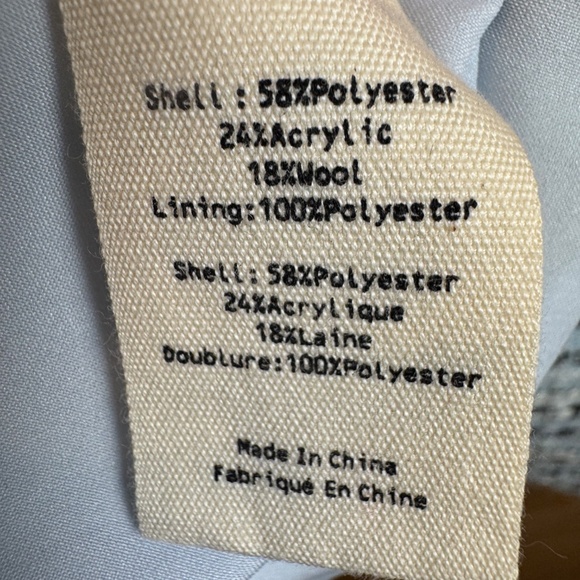 Shell : 58%Polyester
24%Acrylic
18%Wool
Lining:100%Polyester
Shell: 58%Polyester
24%Acrylique
18%Laine
Doublure:100%Polyester
Made In China
Fabriqué En Chine